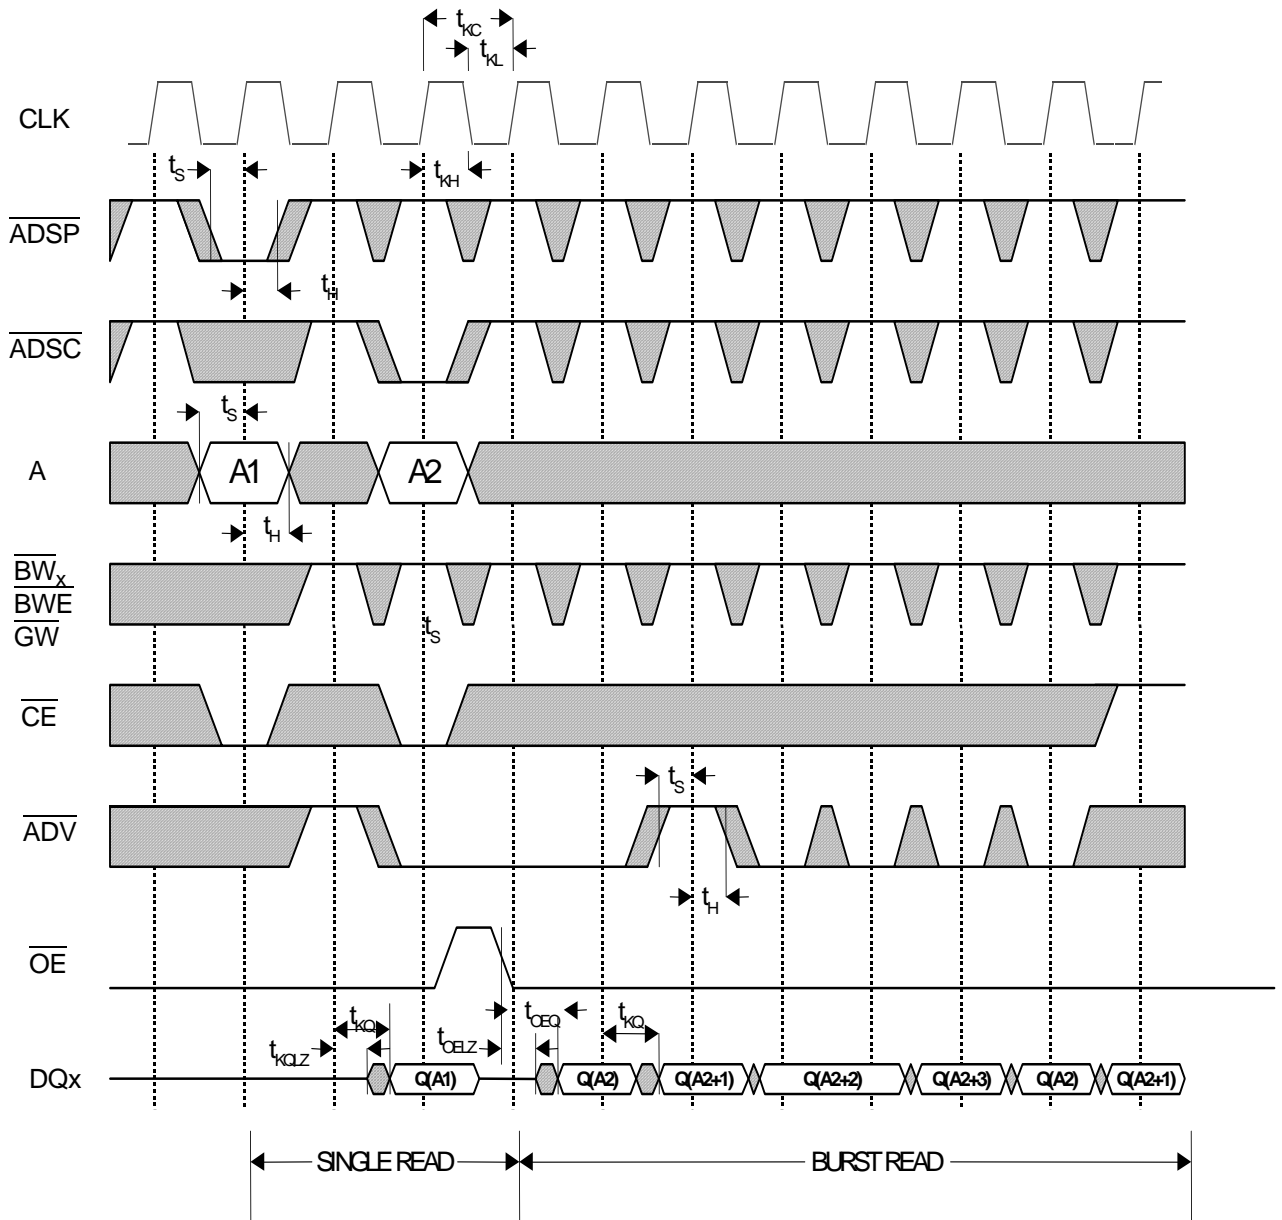 tKC
tKL
CLK
tS
tKH
ADSP
tH
ADSC
tS
A
A1
A2
tH
BWx
BWE
GW
tS
CE
tS
ADV
tH
OE
tKQ
tOEQ
tKQ
tKQLZ
tOELZ
DQx
Q(A1)
Q(A2)
Q(A2+1)
Q(A2+2)
Q(A2+3)
Q(A2)
Q(A2+1)
SINGLE READ
BURST READ